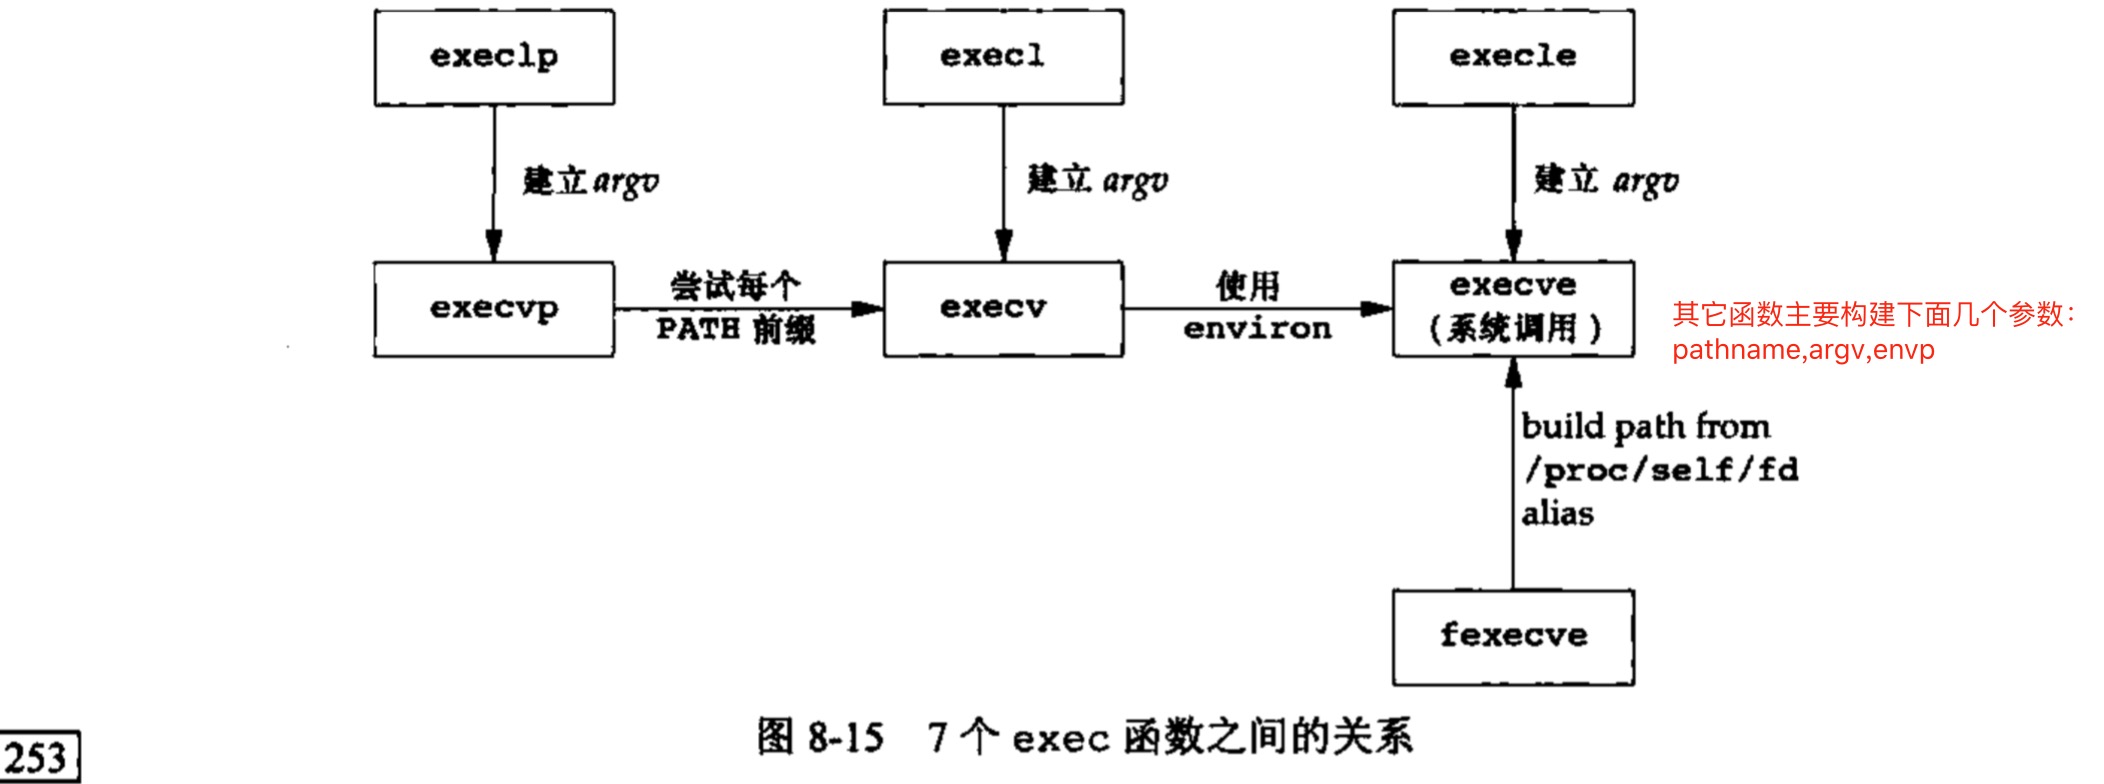 execlp
execl
execle
建立 argv
建立 argv
建立 argv
execvp
尝试每个
PATH 前缀
execv
使用
environ
execve
(系统调用)
其它函数主要构建下面几个参数：
pathname,argv,envp
build path from
/proc/self/fd
alias
fexecve
图 8-15 7 个 exec 函数之间的关系
253